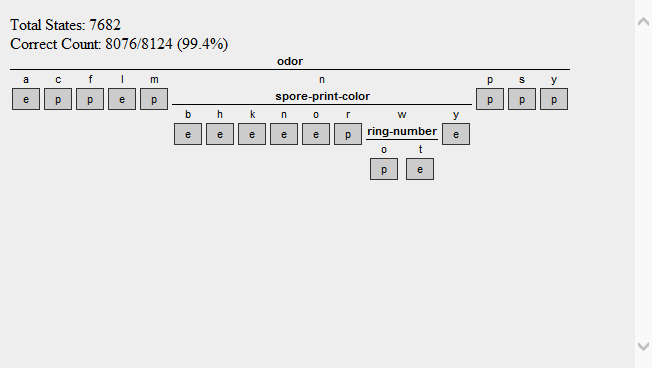 Total States: 7682
Correct Count: 8076/8124 (99.4%)
odor
a c f l m n p s y
e p p e p spore-print-color p p p
b h k n o r w y
e e e e e p ring-number e
o t
p e